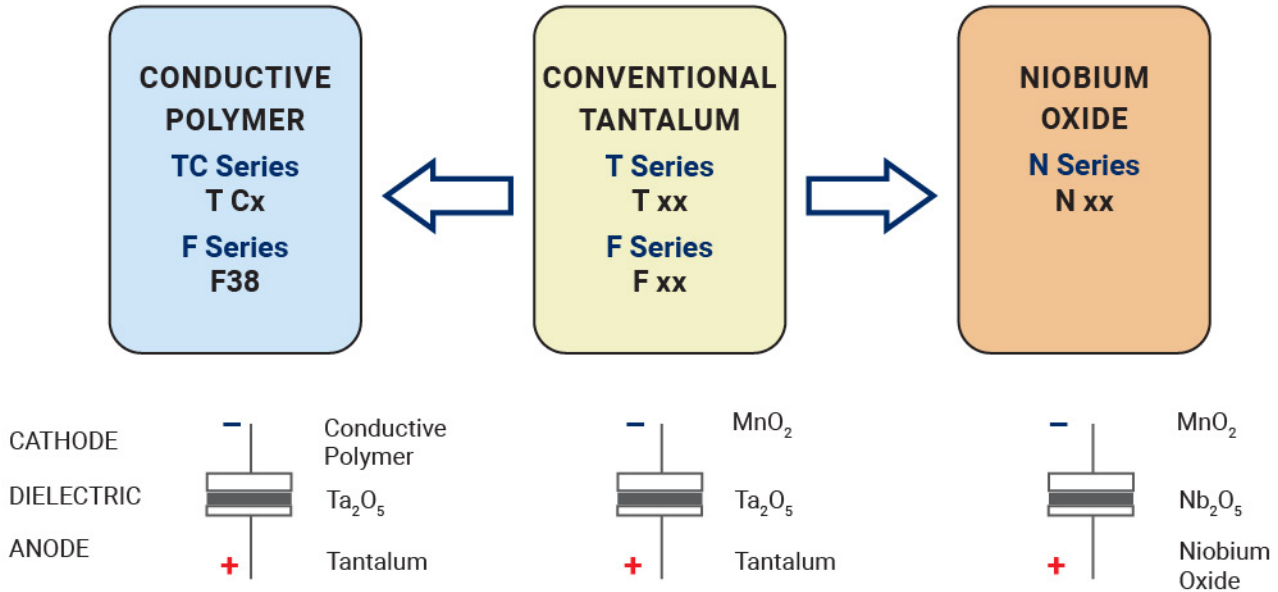 CONDUCTIVE
POLYMER
TC Series
T Cx
F Series
F38
CONVENTIONAL
TANTALUM
T Series
T xx
F Series
F xx
NIOBIUM
OXIDE
N Series
N xx
CATHODE
DIELECTRIC
ANODE
−
+
Conductive
Polymer
Ta₂O₅
Tantalum
−
+
MnO₂
Ta₂O₅
Tantalum
−
+
MnO₂
Nb₂O₅
Niobium
Oxide